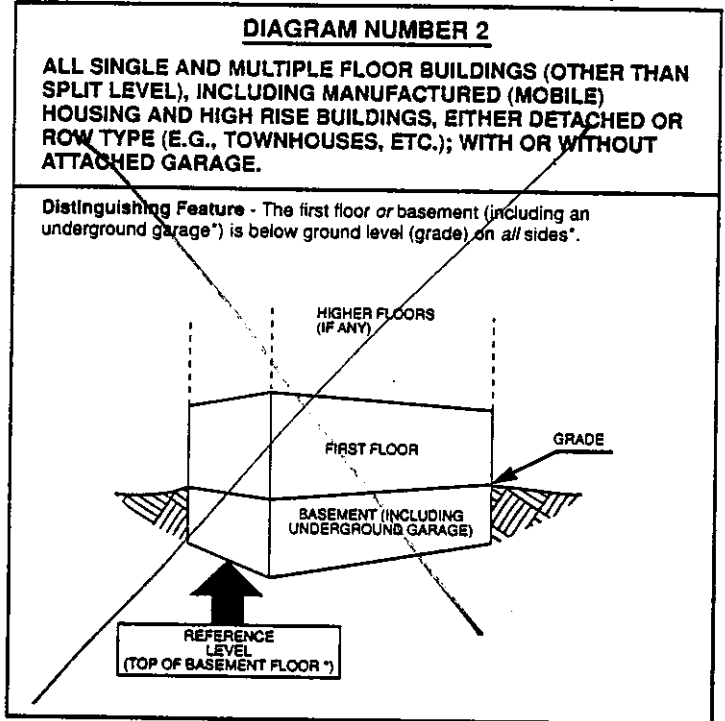 DIAGRAM NUMBER 2
ALL SINGLE AND MULTIPLE FLOOR BUILDINGS (OTHER THAN
SPLIT LEVEL), INCLUDING MANUFACTURED (MOBILE)
HOUSING AND HIGH RISE BUILDINGS, EITHER DETACHED OR
ROW TYPE (E.G., TOWNHOUSES, ETC.); WITH OR WITHOUT
ATTACHED GARAGE.
Distinguishing Feature - The first floor or basement (including an
underground garage*) is below ground level (grade) on all sides*.
HIGHER FLOORS
(IF ANY)
FIRST FLOOR
GRADE
BASEMENT (INCLUDING
UNDERGROUND GARAGE)
REFERENCE
LEVEL
(TOP OF BASEMENT FLOOR *)